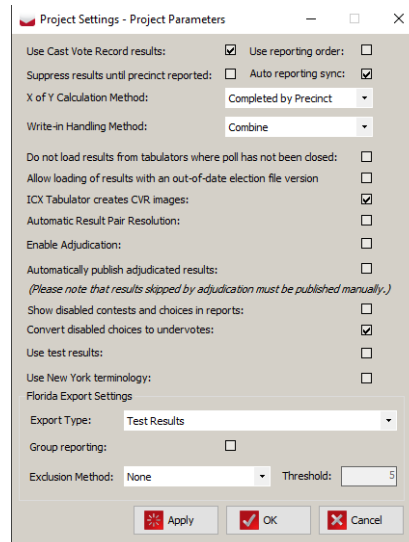 Project Settings - Project Parameters
Use Cast Vote Record results: Use reporting order:
Suppress results until precinct reported: Auto reporting sync:
X of Y Calculation Method: Completed by Precinct
Write-in Handling Method: Combine
Do not load results from tabulators where poll has not been closed:
Allow loading of results with an out-of-date election file version
ICX Tabulator creates CVR images:
Automatic Result Pair Resolution:
Enable Adjudication:
Automatically publish adjudicated results:
(Please note that results skipped by adjudication must be published manually.)
Show disabled contests and choices in reports:
Convert disabled choices to undervotes:
Use test results:
Use New York terminology:
Florida Export Settings
Export Type: Test Results
Group reporting:
Exclusion Method: None Threshold: 5
Apply OK Cancel